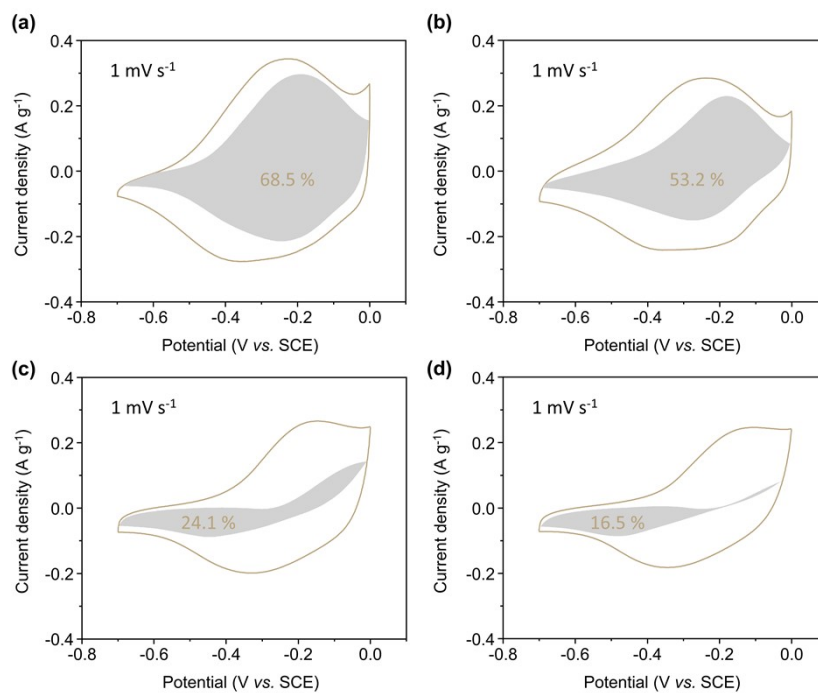 (a)
1 mV s⁻¹
68.5 %
Current density (A g⁻¹)
0.4
0.2
0.0
-0.2
-0.4
-0.8
-0.6
-0.4
-0.2
0.0
Potential (V vs. SCE)
(b)
1 mV s⁻¹
53.2 %
Current density (A g⁻¹)
0.4
0.2
0.0
-0.2
-0.4
-0.8
-0.6
-0.4
-0.2
0.0
Potential (V vs. SCE)
(c)
1 mV s⁻¹
24.1 %
Current density (A g⁻¹)
0.4
0.2
0.0
-0.2
-0.4
-0.8
-0.6
-0.4
-0.2
0.0
Potential (V vs. SCE)
(d)
1 mV s⁻¹
16.5 %
Current density (A g⁻¹)
0.4
0.2
0.0
-0.2
-0.4
-0.8
-0.6
-0.4
-0.2
0.0
Potential (V vs. SCE)